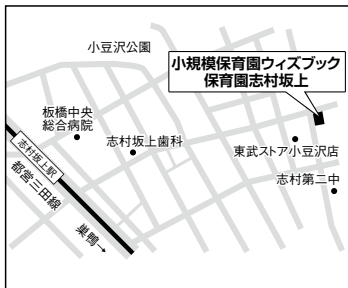 小豆沢公園
小規模保育園ウィズブック
保育園志村坂上
板橋中央
総合病院
志村坂上歯科
東武ストア小豆沢店
志村第二中
志村坂上駅
都営三田線
巣鴨→